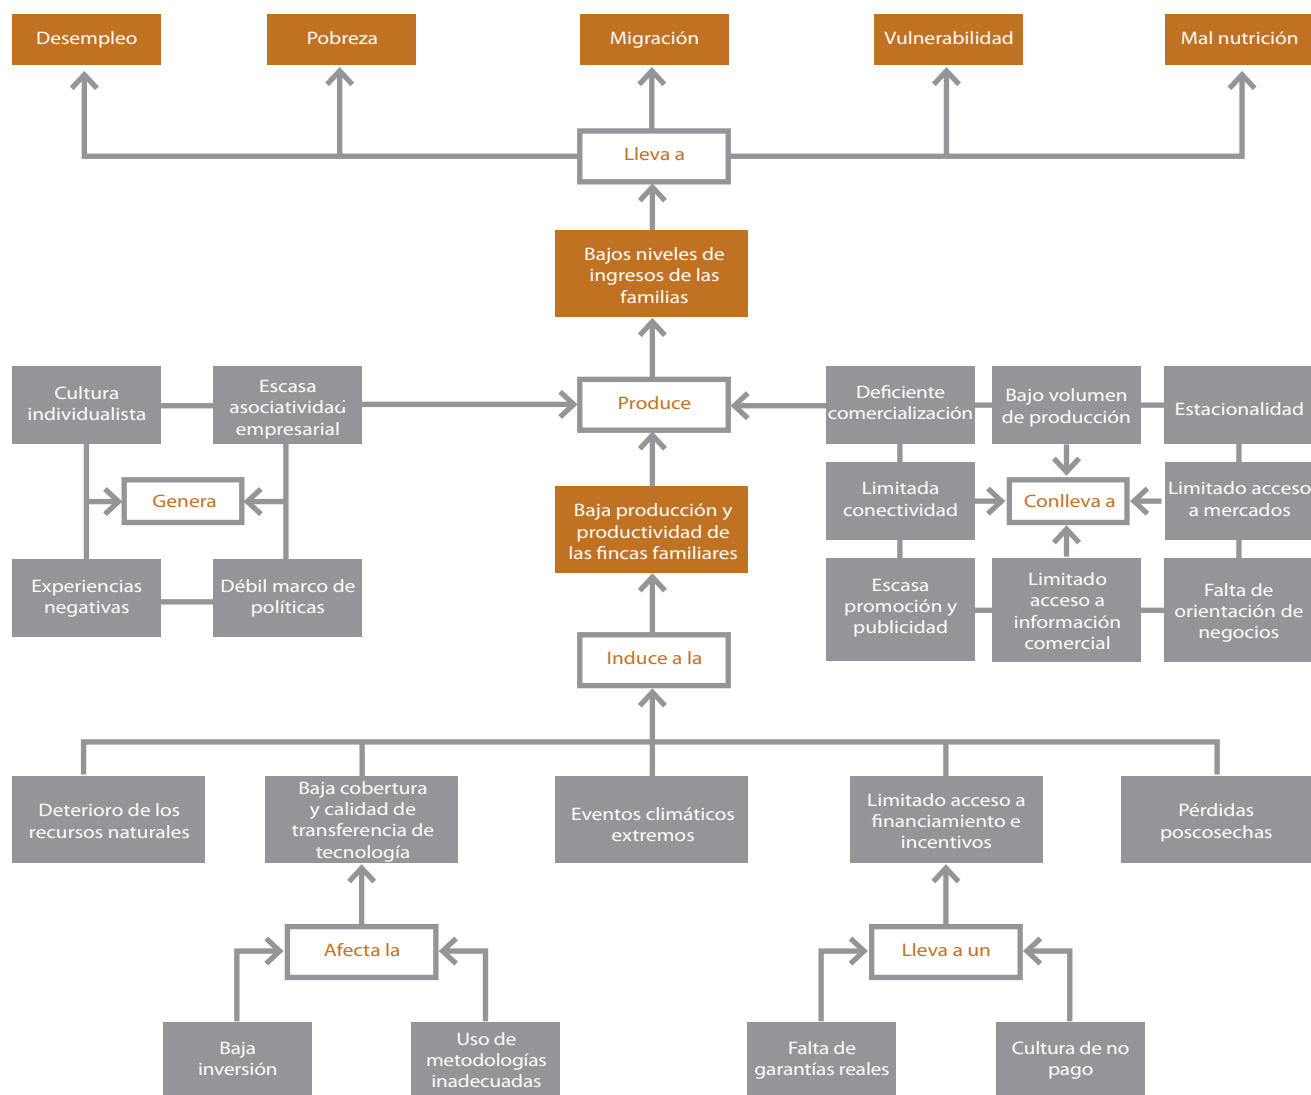 Desempleo
Pobreza
Migración
Vulnerabilidad
Mal nutrición
Lleva a
Bajos niveles de
ingresos de las
familias
Cultura
individualista
Escasa
asociatividad
empresarial
Produce
Deficiente
comercialización
Bajo volumen
de producción
Estacionalidad
Genera
Baja producción y
productividad de
las fincas familiares
Limitada
conectividad
Conlleva a
Limitado acceso
a mercados
Experiencias
negativas
Débil marco de
políticas
Escasa
promoción y
publicidad
Limitado
acceso a
información
comercial
Falta de
orientación de
negocios
Induce a la
Deterioro de los
recursos naturales
Baja cobertura
y calidad de
transferencia de
tecnología
Eventos climáticos
extremos
Limitado acceso a
financiamiento e
incentivos
Pérdidas
poscosechas
Afecta la
Lleva a un
Baja
inversión
Uso de
metodologías
inadecuadas
Falta de
garantías reales
Cultura de no
pago